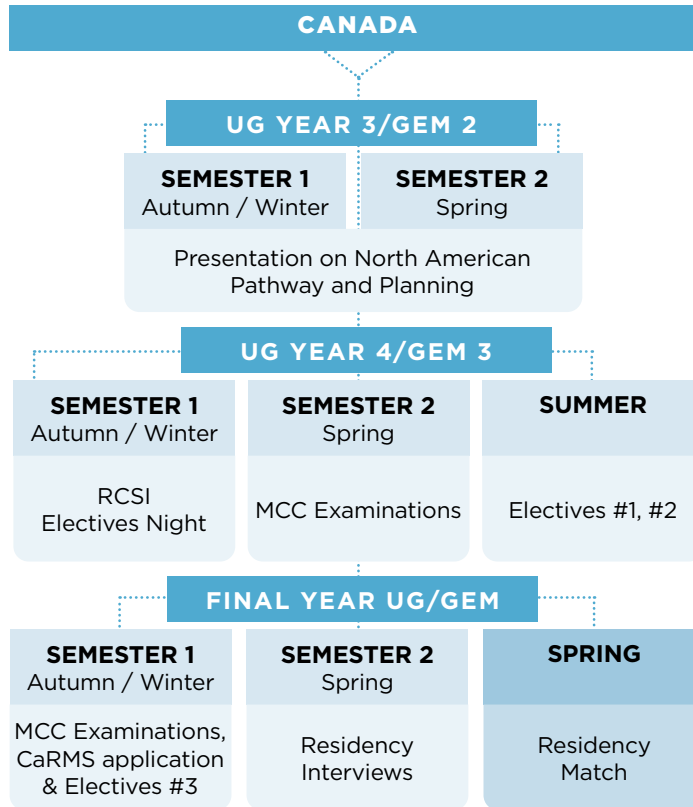 CANADA
UG YEAR 3/GEM 2
SEMESTER 1
Autumn / Winter
SEMESTER 2
Spring
Presentation on North American
Pathway and Planning
UG YEAR 4/GEM 3
SEMESTER 1
Autumn / Winter
RCSI
Electives Night
SEMESTER 2
Spring
MCC Examinations
SUMMER
Electives #1, #2
FINAL YEAR UG/GEM
SEMESTER 1
Autumn / Winter
MCC Examinations,
CaRMS application
& Electives #3
SEMESTER 2
Spring
Residency
Interviews
SPRING
Residency
Match